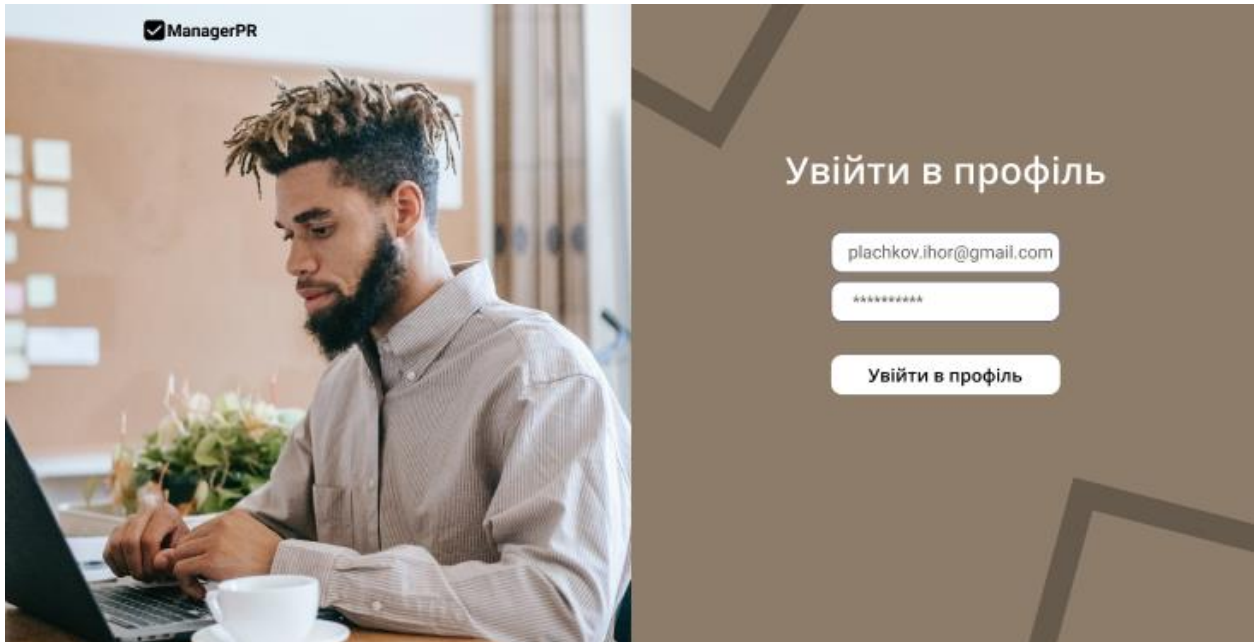 ManagerPR
Увійти в профіль
plachkov.ihor@gmail.com
**********
Увійти в профіль